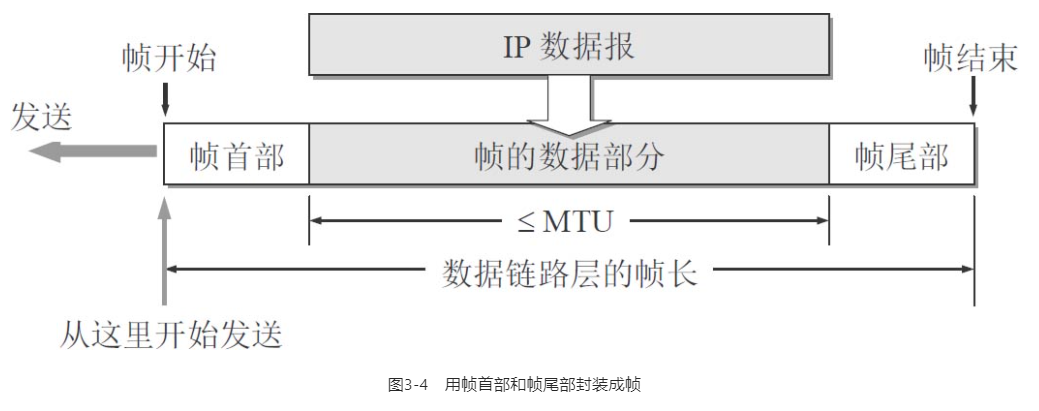 IP 数据报
帧开始
帧结束
发送
帧首部
帧的数据部分
帧尾部
≤ MTU
数据链路层的帧长
从这里开始发送
图3-4 用帧首部和帧尾部封装成帧